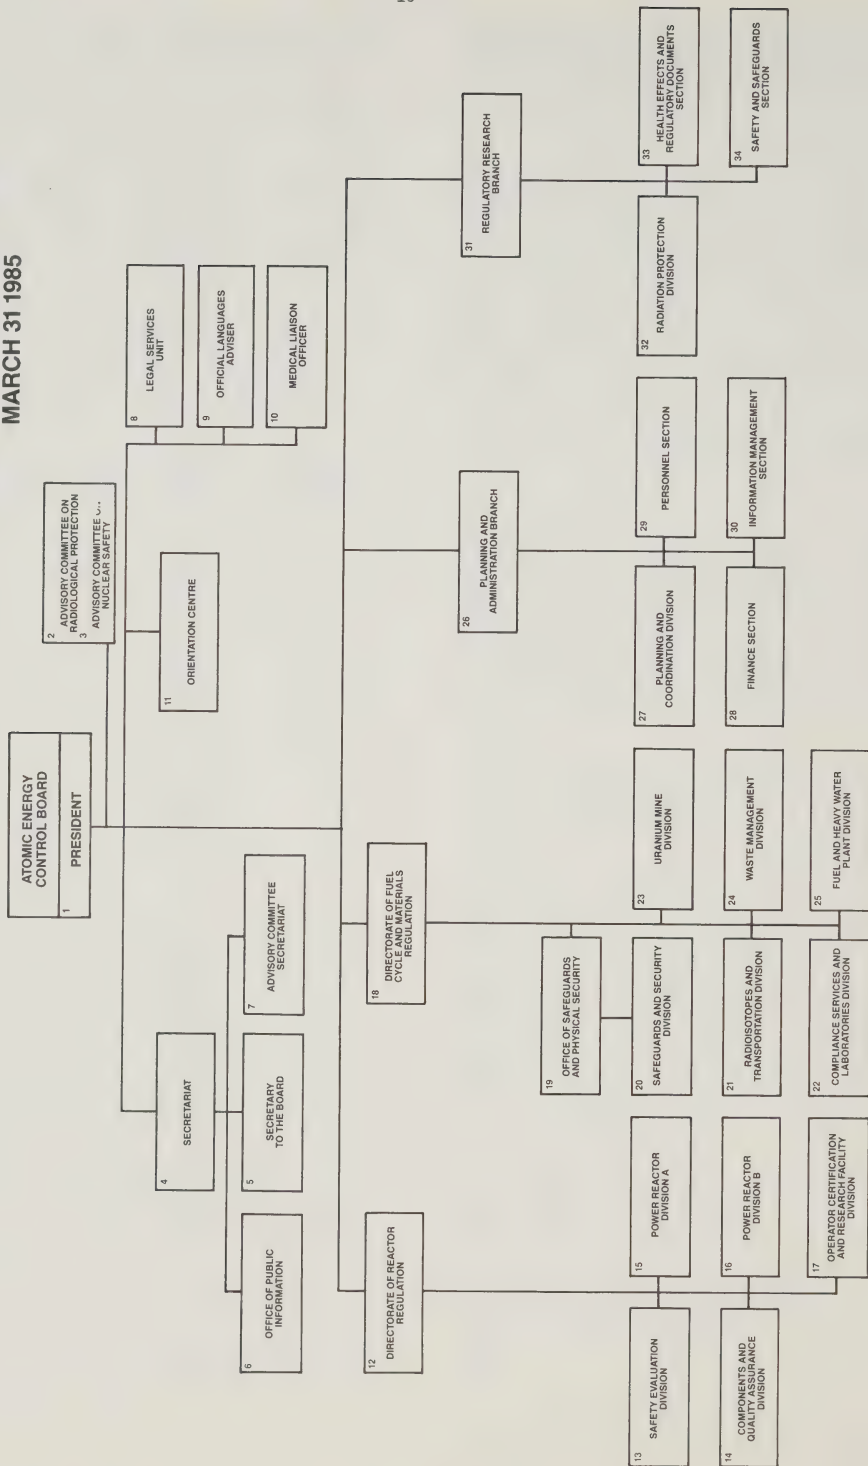 MARCH 31 1985
ATOMIC ENERGY
CONTROL BOARD
1
PRESIDENT
2
ADVISORY COMMITTEE ON
RADIOLOGICAL PROTECTION
3
ADVISORY COMMITTEE
NUCLEAR SAFETY
4
SECRETARIAT
5
SECRETARY
TO THE BOARD
6
OFFICE OF PUBLIC
INFORMATION
7
ADVISORY COMMITTEE
SECRETARIAT
8
LEGAL SERVICES
UNIT
9
OFFICIAL LANGUAGES
ADVISER
10
MEDICAL LIAISON
OFFICER
11
ORIENTATION CENTRE
12
DIRECTORATE OF REACTOR
REGULATION
13
SAFETY EVALUATION
DIVISION
14
COMPONENTS AND
QUALITY ASSURANCE
DIVISION
15
POWER REACTOR
DIVISION A
16
POWER REACTOR
DIVISION B
17
OPERATOR CERTIFICATION
AND RESEARCH FACILITY
DIVISION
18
DIRECTORATE OF FUEL
CYCLE AND MATERIALS
REGULATION
19
OFFICE OF SAFEGUARDS
AND PHYSICAL SECURITY
20
SAFEGUARDS AND SECURITY
DIVISION
21
RADIOISOTOPES AND
TRANSPORTATION DIVISION
22
COMPLIANCE SERVICES AND
LABORATORIES DIVISION
23
URANIUM MINE
DIVISION
24
WASTE MANAGEMENT
DIVISION
25
FUEL AND HEAVY WATER
PLANT DIVISION
26
PLANNING AND
ADMINISTRATION BRANCH
27
PLANNING AND
COORDINATION DIVISION
28
FINANCE SECTION
29
PERSONNEL SECTION
30
INFORMATION MANAGEMENT
SECTION
31
REGULATORY RESEARCH
BRANCH
32
RADIATION PROTECTION
DIVISION
33
HEALTH EFFECTS AND
REGULATORY DOCUMENTS
SECTION
34
SAFETY AND SAFEGUARDS
SECTION